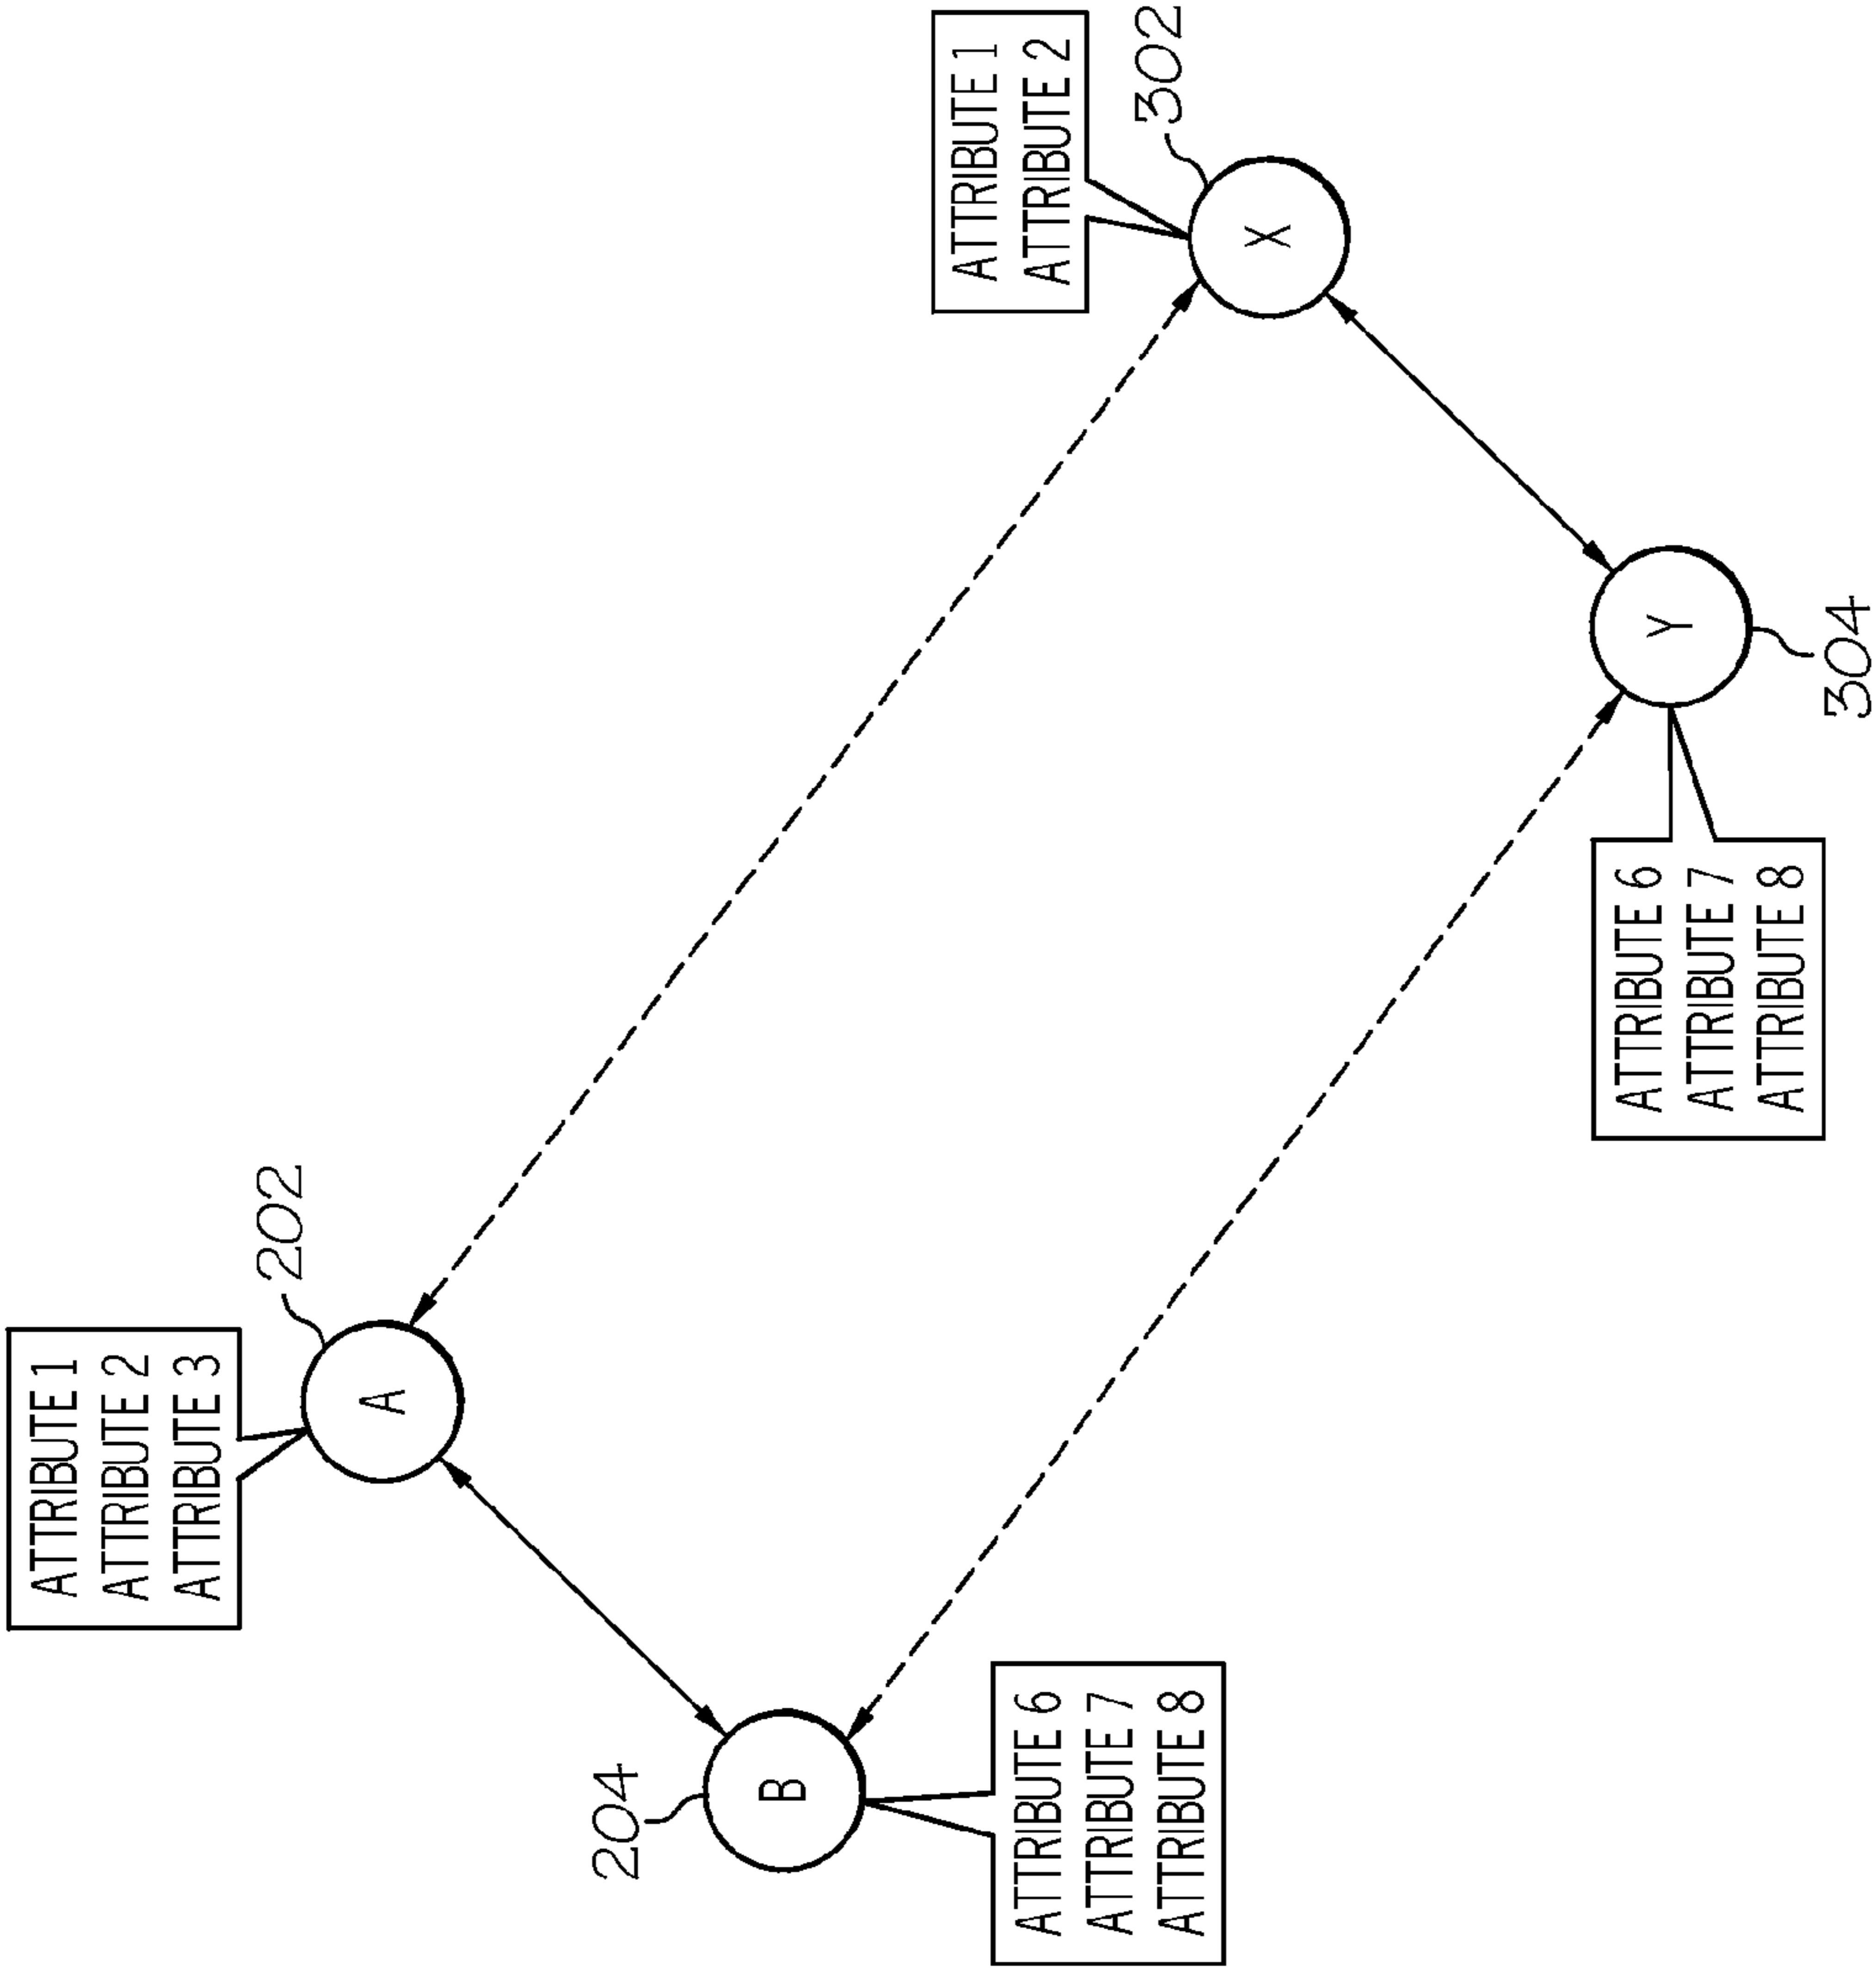 ATTRIBUTE 1
ATTRIBUTE 2
ATTRIBUTE 3
202
A
204
B
ATTRIBUTE 6
ATTRIBUTE 7
ATTRIBUTE 8
ATTRIBUTE 1
ATTRIBUTE 2
302
X
Y
304
ATTRIBUTE 6
ATTRIBUTE 7
ATTRIBUTE 8